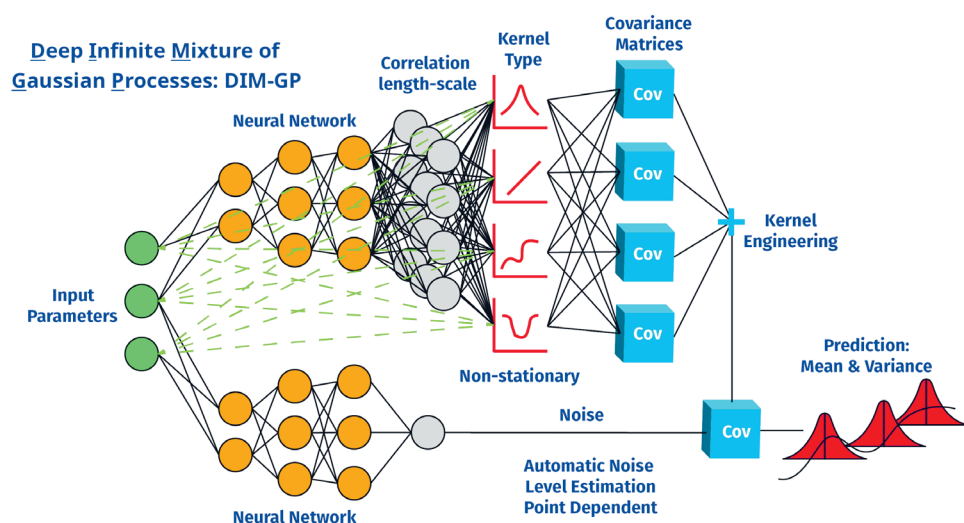 Deep Infinite Mixture of
Gaussian Processes: DIM-GP
Neural Network
Correlation
length-scale
Kernel
Type
Covariance
Matrices
Cov
Cov
Cov
Cov
Kernel
Engineering
Input
Parameters
Non-stationary
Prediction:
Mean & Variance
Noise
Cov
Automatic Noise
Level Estimation
Point Dependent
Neural Network